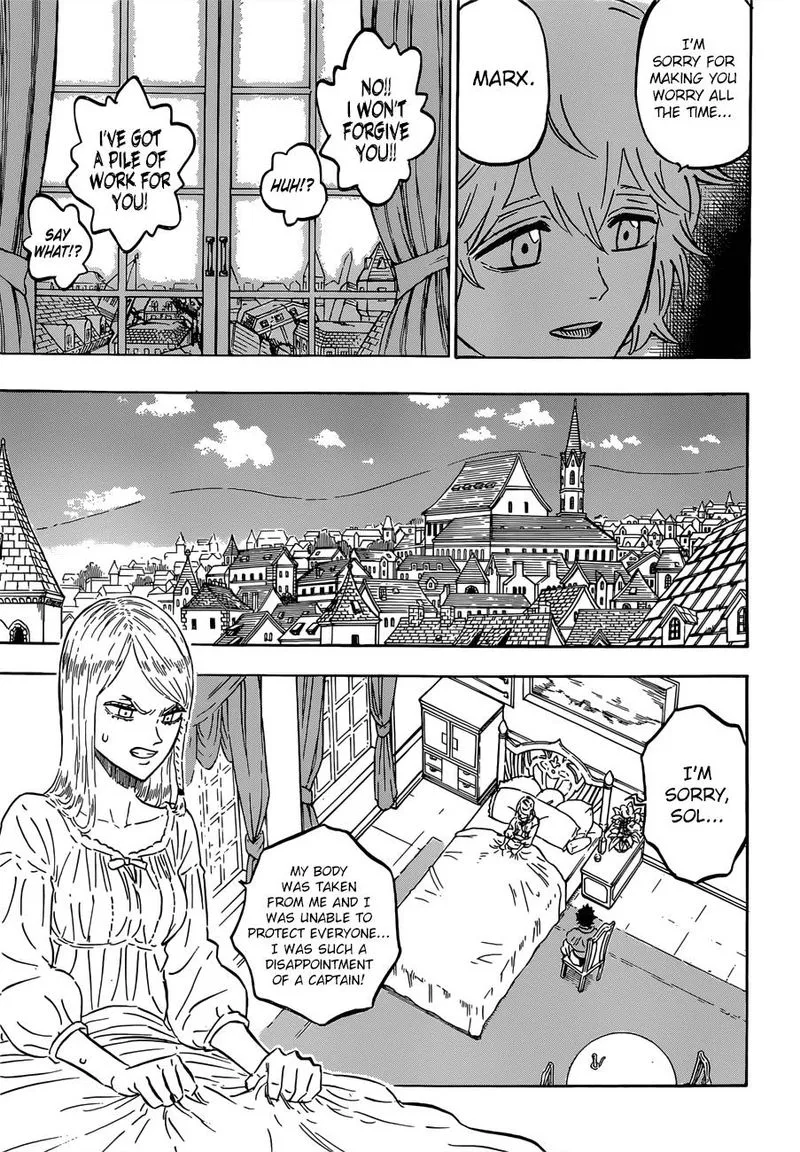 I'M
SORRY FOR
MAKING YOU
WORRY ALL
THE TIME...
MARX.
NO!!
I WON'T
FORGIVE
YOU!!
HUH!?
I'VE GOT
A PILE OF
WORK FOR
YOU!
SAY
WHAT!?
I'M
SORRY,
SOL...
MY BODY
WAS TAKEN
FROM ME AND I
WAS UNABLE TO
PROTECT EVERYONE...
I WAS SUCH A
DISAPPOINTMENT
OF A CAPTAIN!